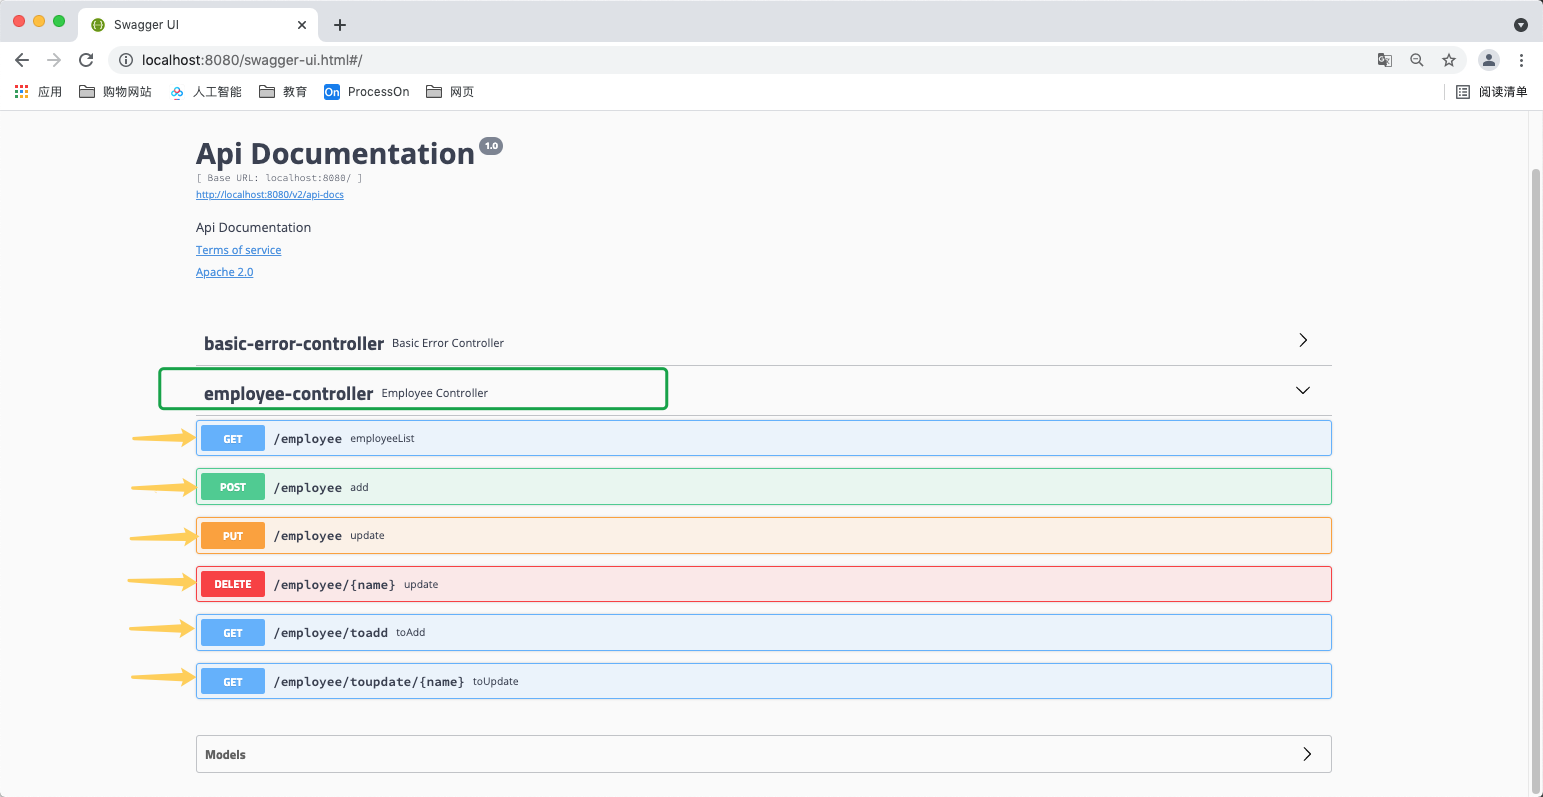 Swagger UI
localhost:8080/swagger-ui.html#/
应用 购物网站 人工智能 教育 On ProcessOn 网页 阅读清单
Api Documentation 1.0
[ Base URL: localhost:8080/ ]
http://localhost:8080/v2/api-docs
Api Documentation
Terms of service
Apache 2.0
basic-error-controller Basic Error Controller
employee-controller Employee Controller
GET /employee employeeList
POST /employee add
PUT /employee update
DELETE /employee/{name} update
GET /employee/toadd toAdd
GET /employee/toupdate/{name} toUpdate
Models